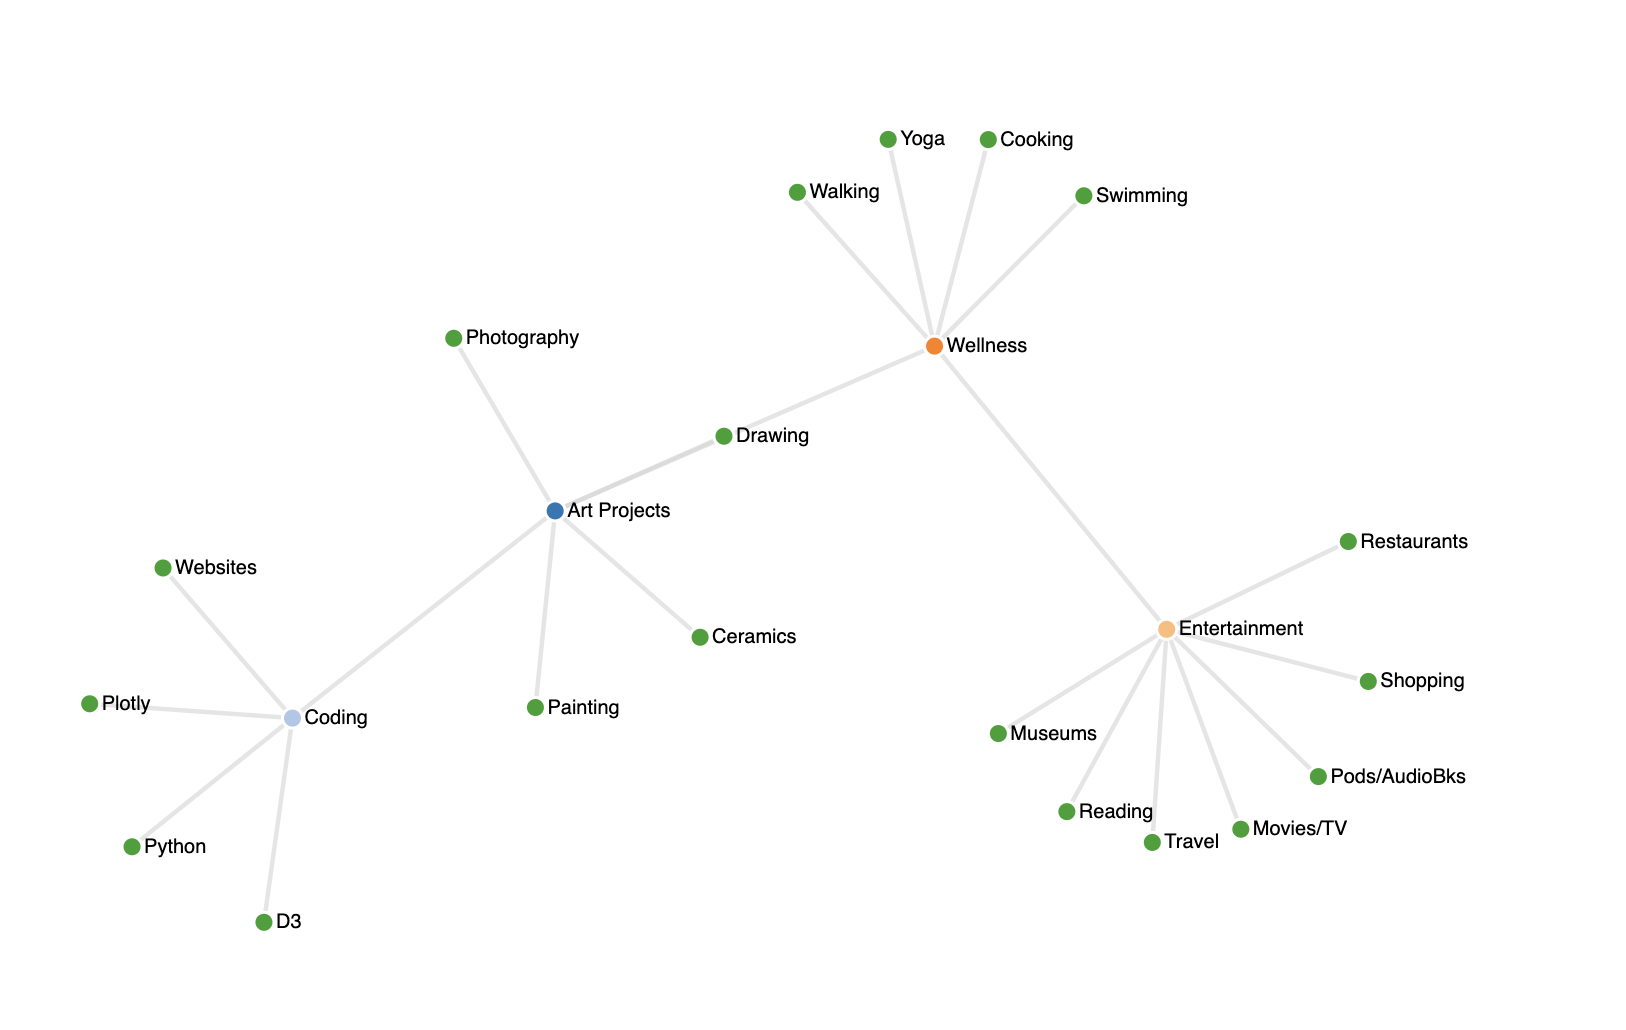 Yoga
Cooking
Walking
Swimming
Photography
Wellness
Drawing
Art Projects
Restaurants
Websites
Entertainment
Ceramics
Shopping
Plotly
Painting
Coding
Museums
Pods/AudioBks
Reading
Movies/TV
Travel
Python
D3